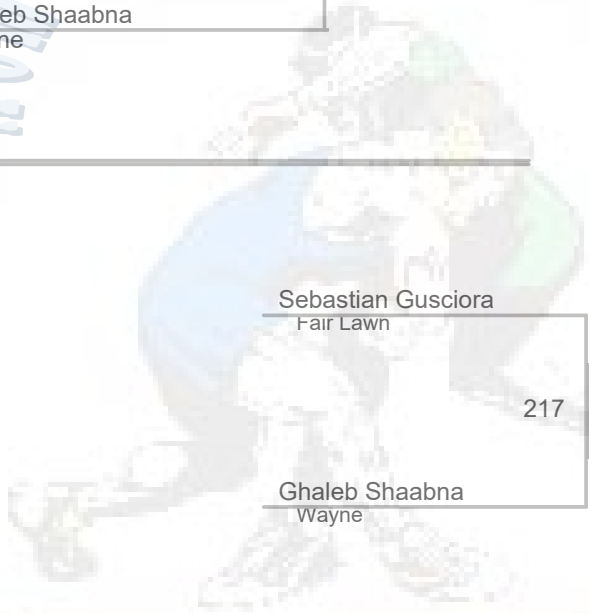 eb Shaabna
ne
Sebastian Gusciora
Fair Lawn
217
Ghaleb Shaabna
Wayne